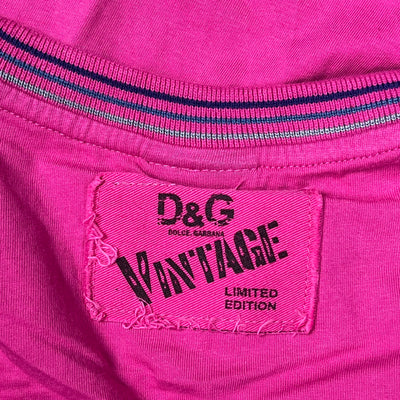 D&G
DOLCE & GABBANA
VINTAGE
LIMITED
EDITION